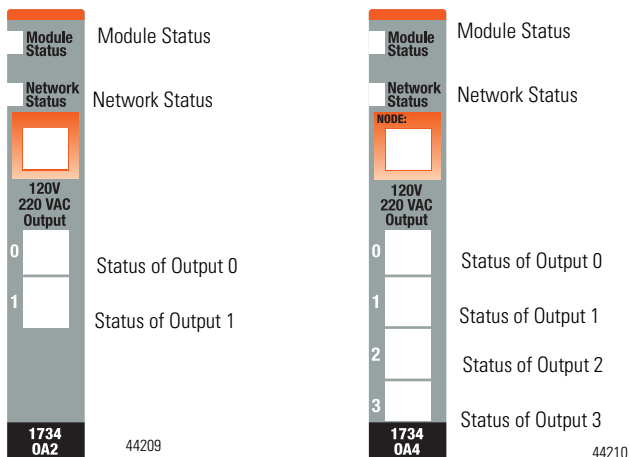 Module
Status
Module Status
Network
Status
Network Status
120V
220 VAC
Output
0
Status of Output 0
1
Status of Output 1
1734
OA2
44209
Module
Status
Module Status
Network
Status
Network Status
NODE:
120V
220 VAC
Output
0
Status of Output 0
1
Status of Output 1
2
Status of Output 2
3
Status of Output 3
1734
OA4
44210